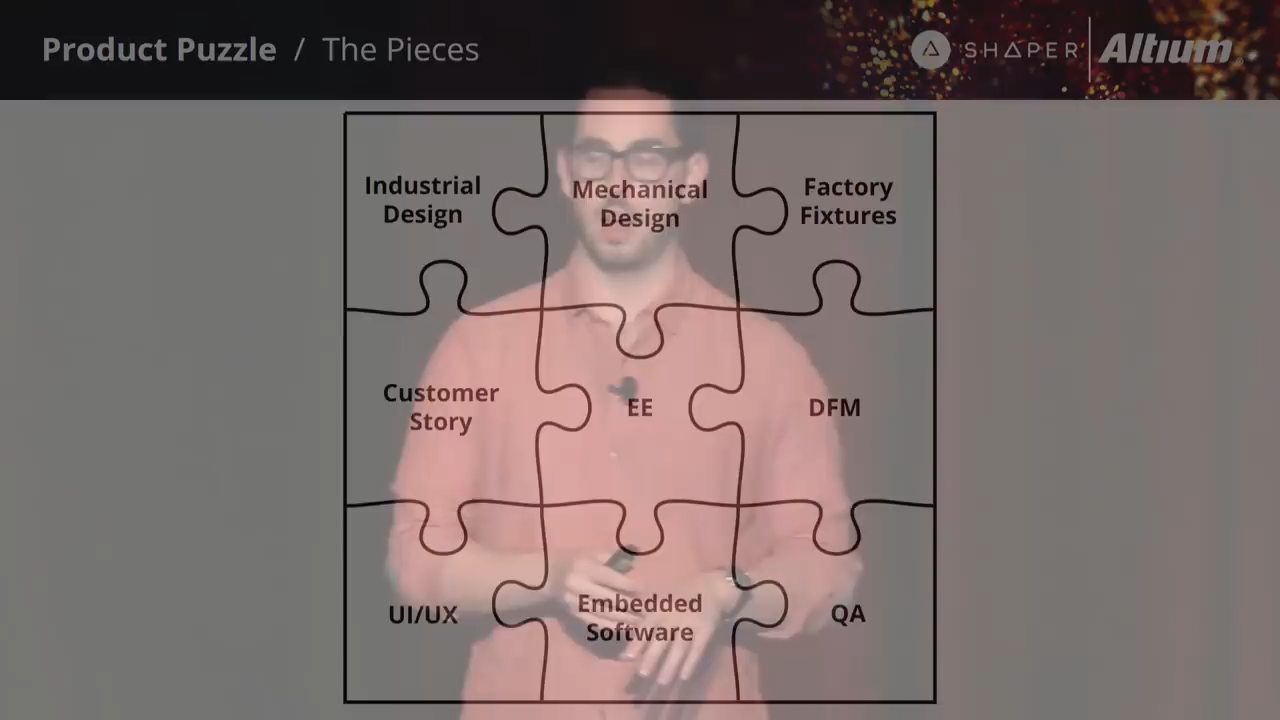 Product Puzzle / The Pieces
SHAPER
Altium
Industrial
Design
Mechanical
Design
Factory
Fixtures
Customer
Story
EE
DFM
UI/UX
Embedded
Software
QA